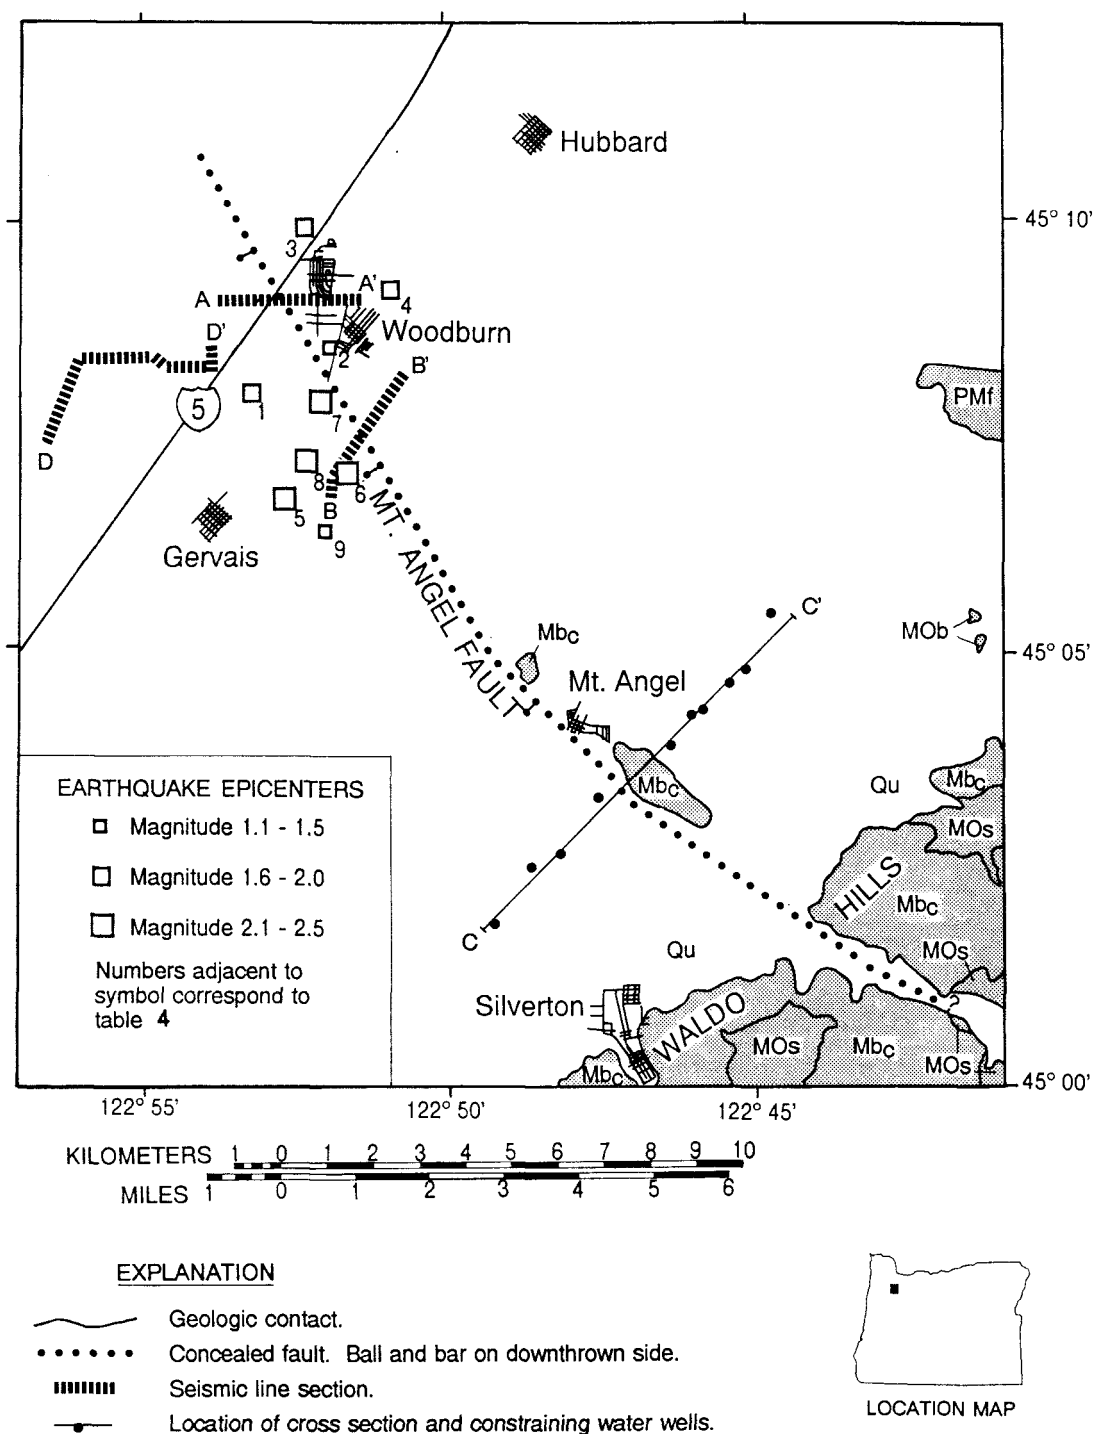 Hubbard
45° 10'
3
A
A'
4
D'
Woodburn
2
B'
5
1
7
PMf
D
8
6
5
B
9
Gervais
MT. ANGEL FAULT
C'
MOb
Mbc
45° 05'
Mt. Angel
Mbc
Qu
Mbc
MOs
HILLS
Mbc
C
Qu
MOs
?
Silverton
WALDO
MOs
Mbc
MOs
Mbc
45° 00'
EARTHQUAKE EPICENTERS
Magnitude 1.1 - 1.5
Magnitude 1.6 - 2.0
Magnitude 2.1 - 2.5
Numbers adjacent to
symbol correspond to
table 4
122° 55'
122° 50'
122° 45'
KILOMETERS 1 0 1 2 3 4 5 6 7 8 9 10
MILES 1 0 1 2 3 4 5 6
EXPLANATION
Geologic contact.
Concealed fault. Ball and bar on downthrown side.
Seismic line section.
Location of cross section and constraining water wells.
LOCATION MAP